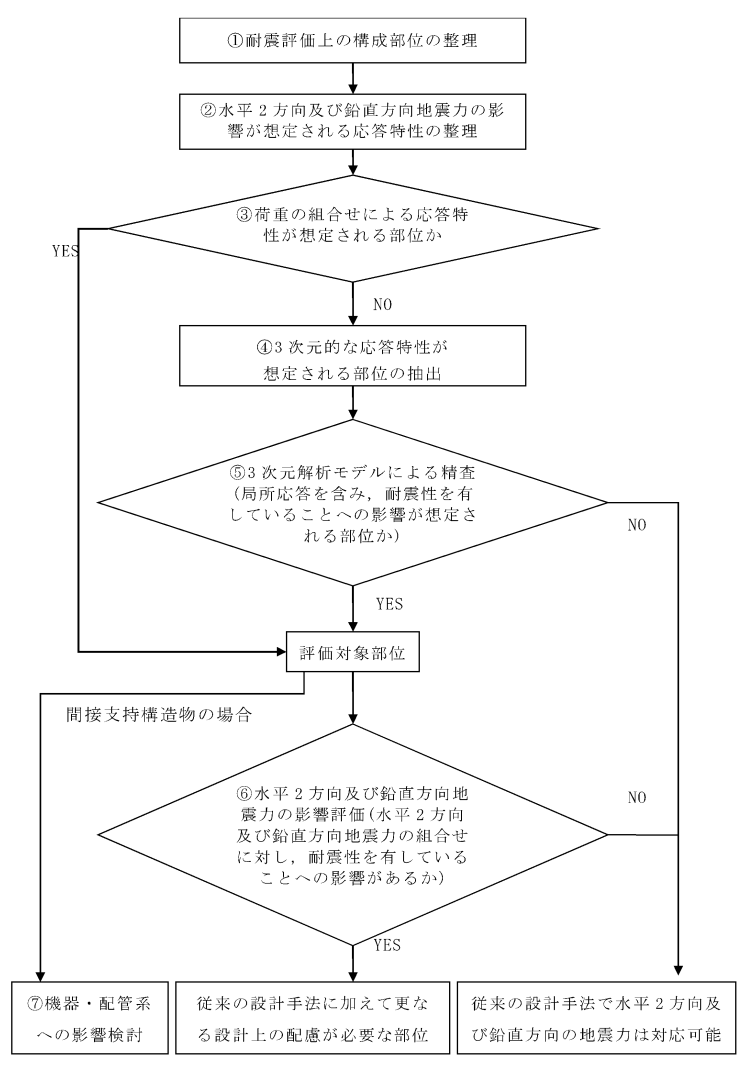 ①耐震評価上の構成部位の整理
②水平２方向及び鉛直方向地震力の影
響が想定される応答特性の整理
③荷重の組合せによる応答特
性が想定される部位か
YES
NO
④3 次元的な応答特性が
想定される部位の抽出
⑤3 次元解析モデルによる精査
(局所応答を含み，耐震性を有
していることへの影響が想定さ
れる部位か)
NO
YES
評価対象部位
間接支持構造物の場合
⑥水平２方向及び鉛直方向地
震力の影響評価(水平２方向
及び鉛直方向地震力の組合せ
に対し，耐震性を有している
ことへの影響があるか)
NO
YES
⑦機器・配管系
への影響検討
従来の設計手法に加えて更な
る設計上の配慮が必要な部位
従来の設計手法で水平２方向及
び鉛直方向の地震力は対応可能